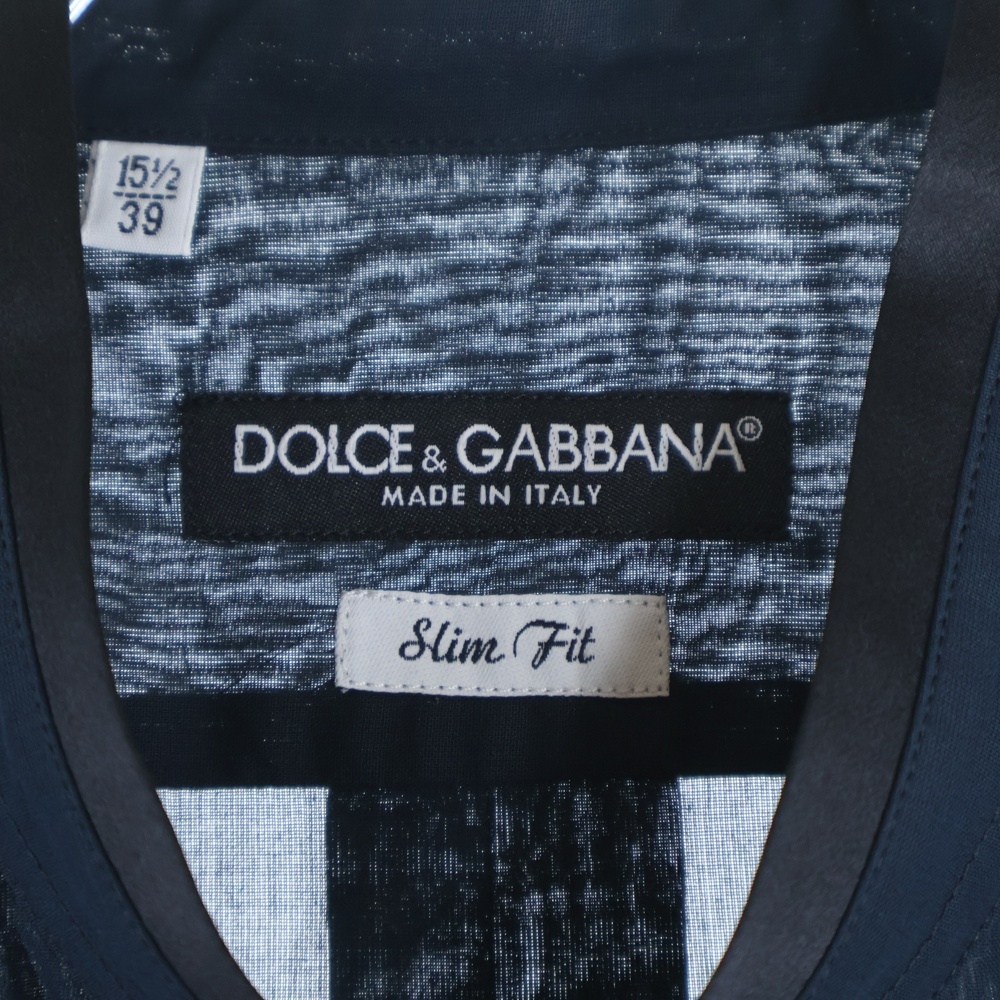 15½
39
DOLCE & GABBANA®
MADE IN ITALY
Slim Fit